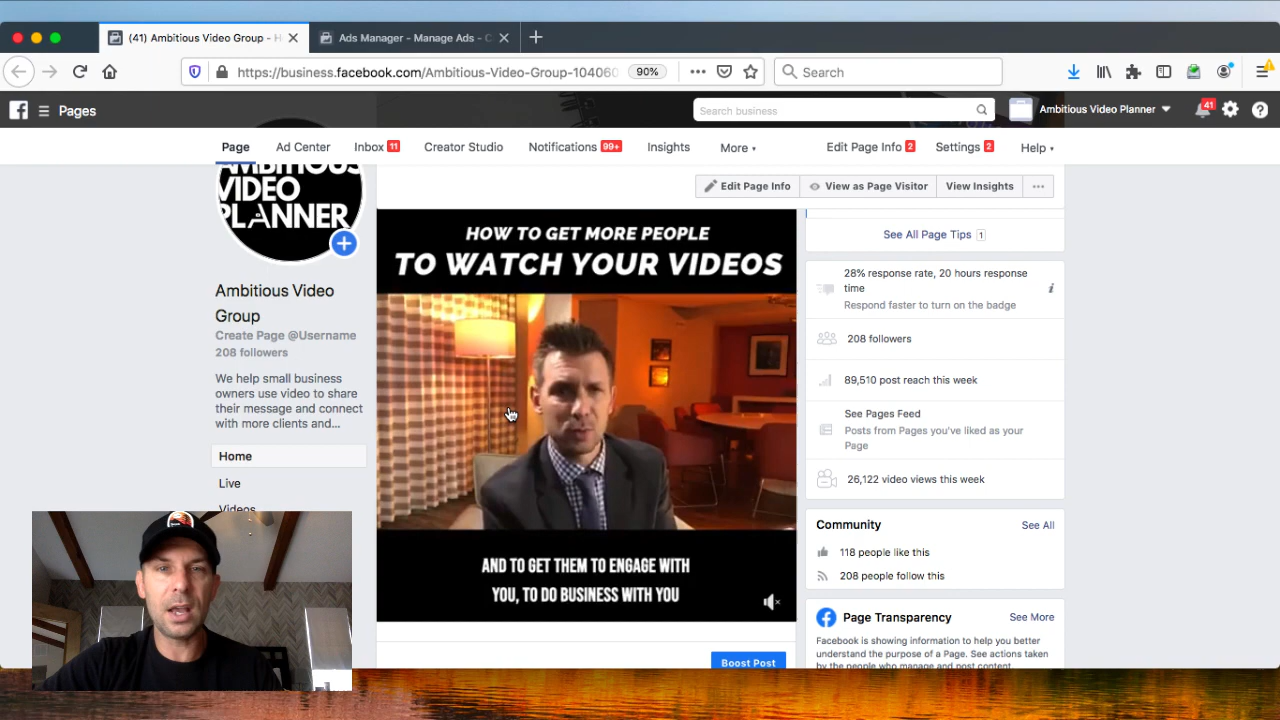 (41) Ambitious Video Group - H
Ads Manager - Manage Ads - C
https://business.facebook.com/Ambitious-Video-Group-104060
90%
Search
Pages
Search business
Ambitious Video Planner
41
Page
Ad Center
Inbox 11
Creator Studio
Notifications 99+
Insights
More
Edit Page Info 2
Settings 2
Help
AMBITIOUS
VIDEO
PLANNER
Edit Page Info
View as Page Visitor
View Insights
HOW TO GET MORE PEOPLE
TO WATCH YOUR VIDEOS
AND TO GET THEM TO ENGAGE WITH
YOU, TO DO BUSINESS WITH YOU
Boost Post
Ambitious Video
Group
Create Page @Username
208 followers
We help small business
owners use video to share
their message and connect
with more clients and...
Home
Live
Videos
See All Page Tips 1
28% response rate, 20 hours response
time
Respond faster to turn on the badge
208 followers
89,510 post reach this week
See Pages Feed
Posts from Pages you've liked as your
Page
26,122 video views this week
Community
See All
118 people like this
208 people follow this
Page Transparency
See More
Facebook is showing information to help you better
understand the purpose of a Page. See actions taken
by the people who manage and post content.